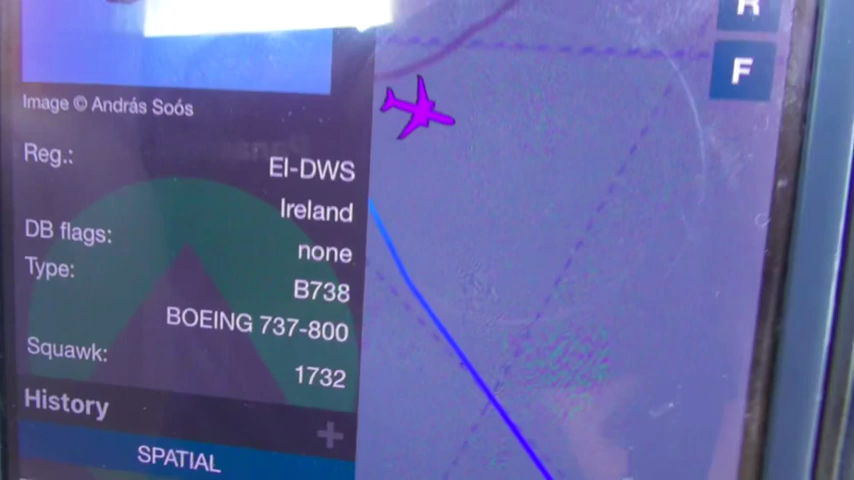 R
F
Image © András Soós
Reg.:
EI-DWS
Ireland
DB flags:
none
Type:
B738
BOEING 737-800
Squawk:
1732
History
+
SPATIAL